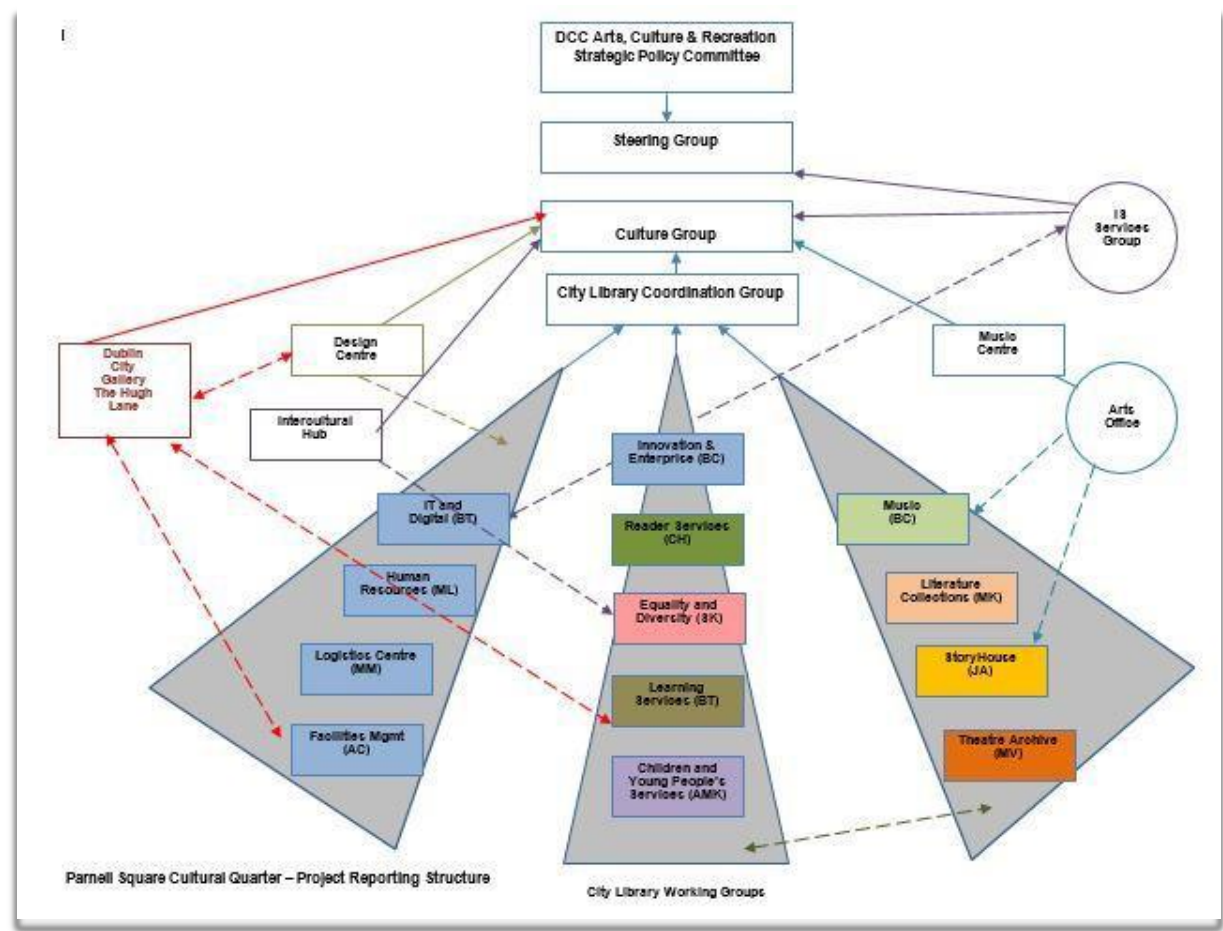 I
DCC Arts, Culture & Recreation
Strategic Policy Committee
Steering Group
IS
Services
Group
Culture Group
City Library Coordination Group
Design
Centre
Music
Centre
Dublin
City
Gallery
The Hugh
Lane
Intercultural
Hub
Arts
Office
Innovation &
Enterprise (BC)
IT and
Digital (BT)
Music
(BC)
Reader Services
(CH)
Human
Resources (ML)
Literature
Collections (MK)
Equality and
Diversity (SK)
Logistics Centre
(MM)
StoryHouse
(JA)
Learning
Services (BT)
Facilities Mgmt
(AC)
Theatre Archive
(MV)
Children and
Young People's
Services (AMK)
Parnell Square Cultural Quarter – Project Reporting Structure
City Library Working Groups